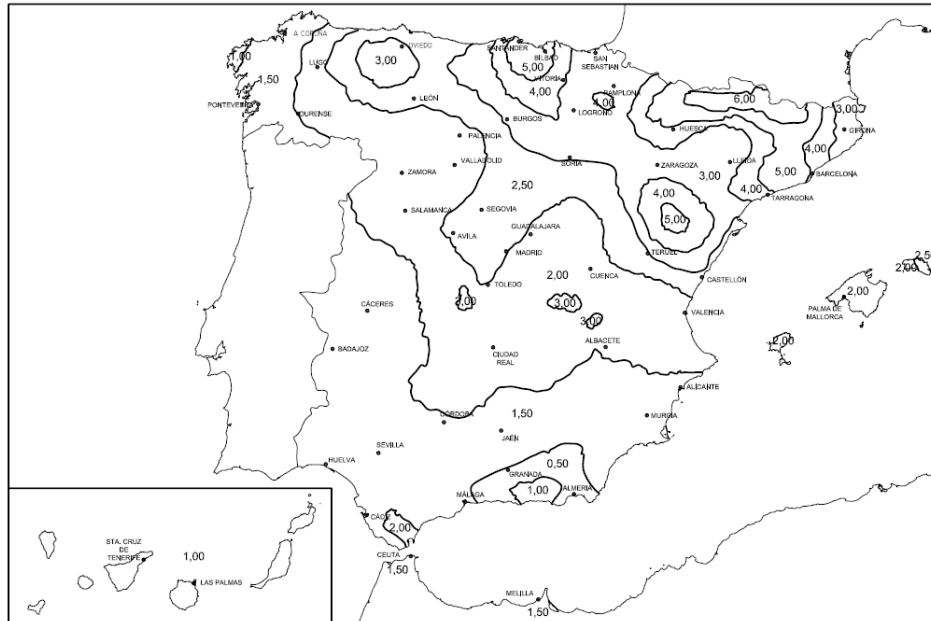 A CORUÑA
OVIEDO
SANTANDER
BILBAO
SAN
SEBASTIAN
1,00
LUGO
3,00
5,00
VITORIA
1,50
4,00
PAMPLONA
4,00
6,00
3,00
PONTEVEDRA
OURENSE
LEÓN
BURGOS
LOGROÑO
HUESCA
GIRONA
PALENCIA
4,00
VALLADOLID
SORIA
ZARAGOZA
LLEIDA
ZAMORA
3,00
5,00
BARCELONA
2,50
4,00
4,00
TARRAGONA
SALAMANCA
SEGOVIA
5,00
AVILA
GUADALAJARA
MADRID
TERUEL
2,5
2,00
TOLEDO
2,00
CUENCA
CASTELLÓN
2,00
CÁCERES
3,00
3,00
VALENCIA
PALMA DE
MALLORCA
3,00
BADAJOZ
CIUDAD
REAL
ALBACETE
2,00
ALICANTE
1,50
MURCIA
CÓRDOBA
JAÉN
SEVILLA
HUELVA
GRANADA
0,50
1,00
ALMERIA
MÁLAGA
CÁDIZ
2,00
CEUTA
1,50
STA. CRUZ
DE
TENERIFE
1,00
LAS PALMAS
MELILLA
1,50